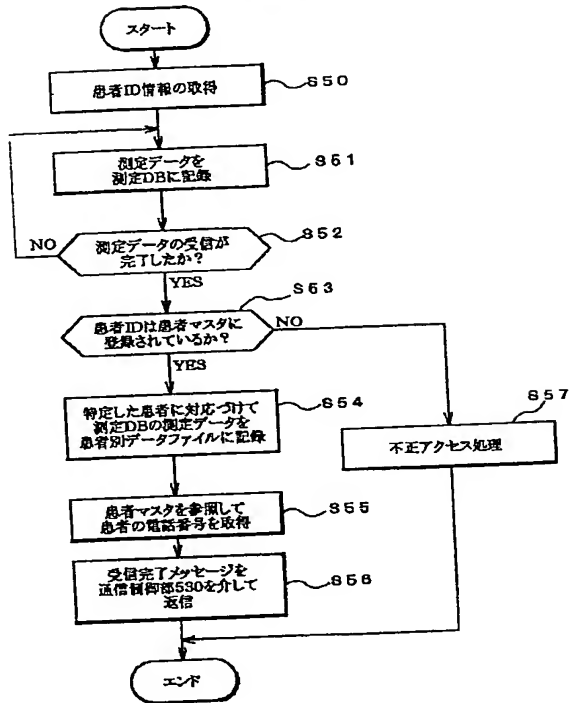 スタート
患者ID情報の取得
S50
測定データを
測定DBに記録
S51
測定データの受信が
完了したか?
S52
NO
YES
S53
患者IDは患者マスタに
登録されているか?
NO
YES
特定した患者に対応づけて
測定DBの測定データを
患者別データファイルに記録
S54
S57
不正アクセス処理
患者マスタを参照して
患者の電話番号を取得
S55
受信完了メッセージを
通信制御部530を介して
返信
S56
エンド